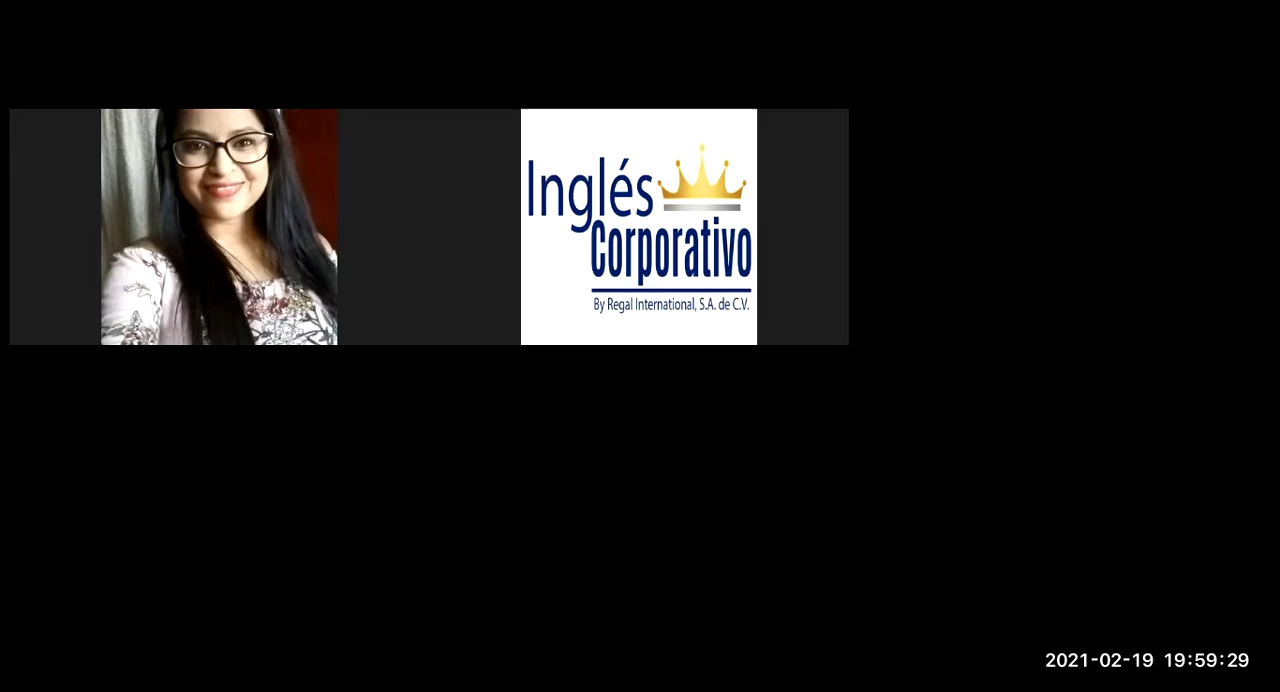 Inglés
Corporativo
By Regal International, S.A. de C.V.
2021-02-19 19:59:29